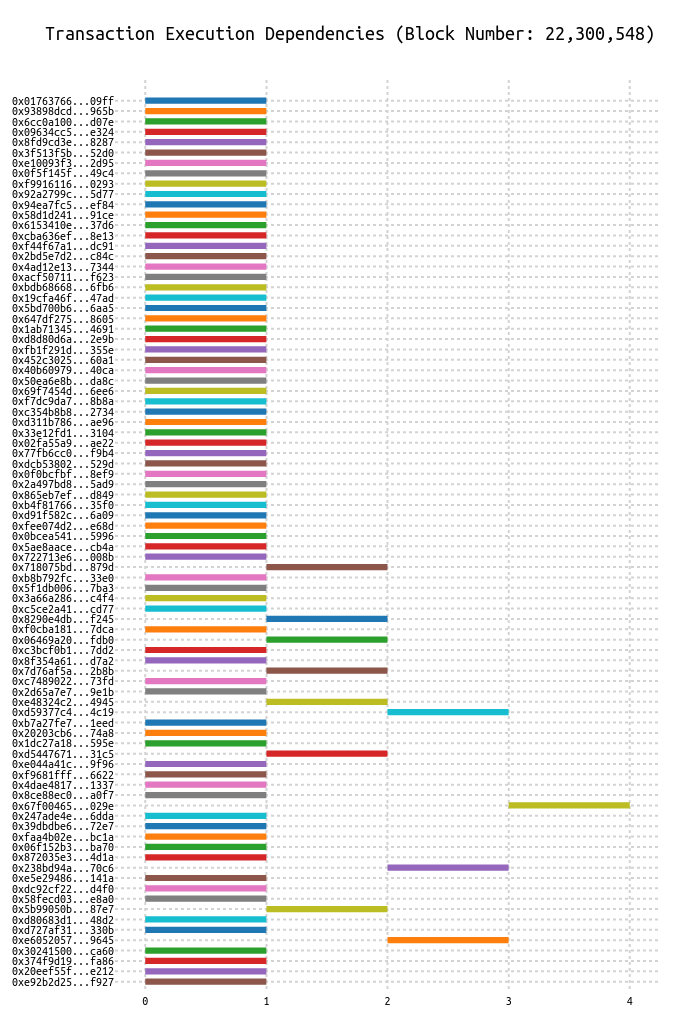 Transaction Execution Dependencies (Block Number: 22,300,548)
0x01763766...09ff
0x93898dcd...965b
0x6cc0a100...d07e
0x09634cc5...e324
0x8fd9cd3e...8287
0x3f513f5b...52d0
0xe10093f3...2d95
0x0f5f145f...49c4
0xf9916116...0293
0x92a2799c...5d77
0x94ea7fc5...ef84
0x58d1d241...91ce
0x6153410e...37d6
0xcba636ef...8e13
0xf44f67a1...dc91
0x2bd5e7d2...c84c
0x4ad12e13...7344
0xacf50711...f623
0xbdb68668...6fb6
0x19cfa46f...47ad
0x5bd700b6...6aa5
0x647df275...8605
0x1ab71345...4691
0xd8d80d6a...2e9b
0xfb1f291d...355e
0x452c3025...60a1
0x40b60979...40ca
0x50ea6e8b...da8c
0x69f7454d...6ee6
0xf7dc9da7...8b8a
0xc354b8b8...2734
0xd311b786...ae96
0x33e12fd1...3104
0x02fa55a9...ae22
0x77fb6cc0...f9b4
0xdcb53802...529d
0x0f0bcfbf...8ef9
0x2a497bd8...5ad9
0x865eb7ef...d849
0xb4f81766...35f0
0xd91f582c...6a09
0xfee074d2...e68d
0x0bcea541...5996
0x5ae8aace...cb4a
0x722713e6...008b
0x718075bd...879d
0xb8b792fc...33e0
0x5f1db006...7ba3
0x3a66a286...c4f4
0xc5ce2a41...cd77
0x8290e4db...f245
0xf0cba181...7dca
0x06469a20...fdb0
0xc3bcf0b1...7dd2
0x8f354a61...d7a2
0x7d76af5a...2b8b
0xc7489022...73fd
0x2d65a7e7...9e1b
0xe48324c2...4945
0xd59377c4...4c19
0xb7a27fe7...1eed
0x20203cb6...74a8
0x1dc27a18...595e
0xd5447671...31c5
0xe044a41c...9f96
0xf9681fff...6622
0x4dae4817...1337
0x8ce88ec0...a0f7
0x67f00465...029e
0x247ade4e...6dda
0x39dbdbe6...72e7
0xfaa4b02e...bc1a
0x06f152b3...ba70
0x872035e3...4d1a
0x238bd94a...70c6
0xe5e29486...141a
0xdc92cf22...d4f0
0x58fecd03...e8a0
0x5b99050b...87e7
0xd80683d1...48d2
0xd727af31...330b
0xe6052057...9645
0x30241500...ca60
0x374f9d19...fa86
0x20eef55f...e212
0xe92b2d25...f927
0 1 2 3 4